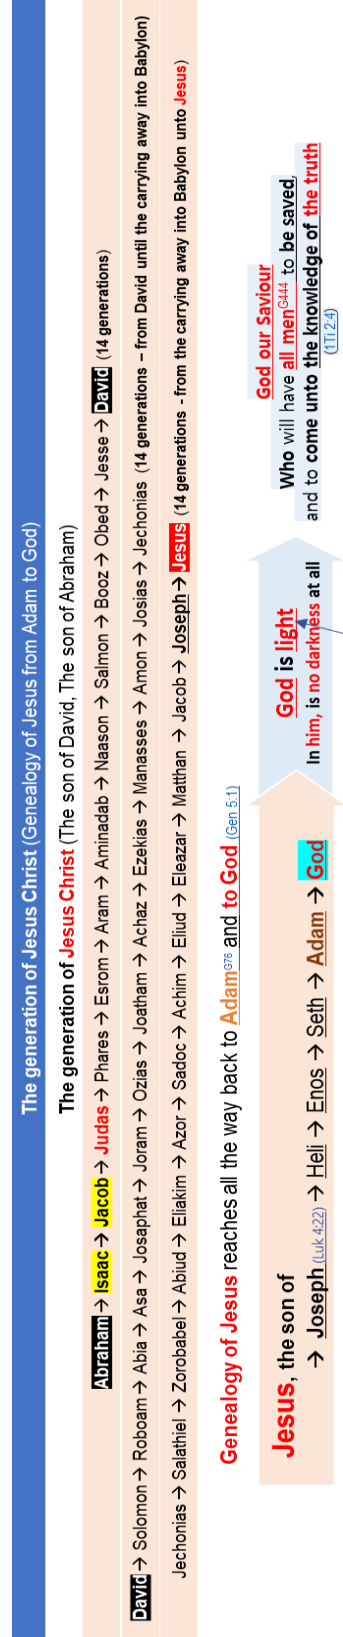 The generation of Jesus Christ (Genealogy of Jesus from Adam to God)
The generation of Jesus Christ (The son of David, The son of Abraham)
Abraham → Isaac → Jacob → Judas → Phares → Esrom → Aram → Aminadab → Naason → Salmon → Booz → Obed → Jesse → David (14 generations)
David → Solomon → Roboam → Abia → Asa → Josaphat → Joram → Ozias → Joatham → Achaz → Ezekias → Manasses → Amon → Josias → Jechonias (14 generations – from David until the carrying away into Babylon)
Jechonias → Salathiel → Zorobabel → Abiud → Eliakim → Azor → Sadoc → Achim → Eliud → Eleazar → Matthan → Jacob → Joseph → Jesus (14 generations - from the carrying away into Babylon unto Jesus)
Genealogy of Jesus reaches all the way back to Adam G76 and to God (Gen 5:1)
Jesus, the son of
→ Joseph (Luk 4:22) → Heli → Enos → Seth → Adam → God
God is light
In him, is no darkness at all
God our Saviour
Who will have all men G444 to be saved,
and to come unto the knowledge of the truth
(1Ti 2:4)